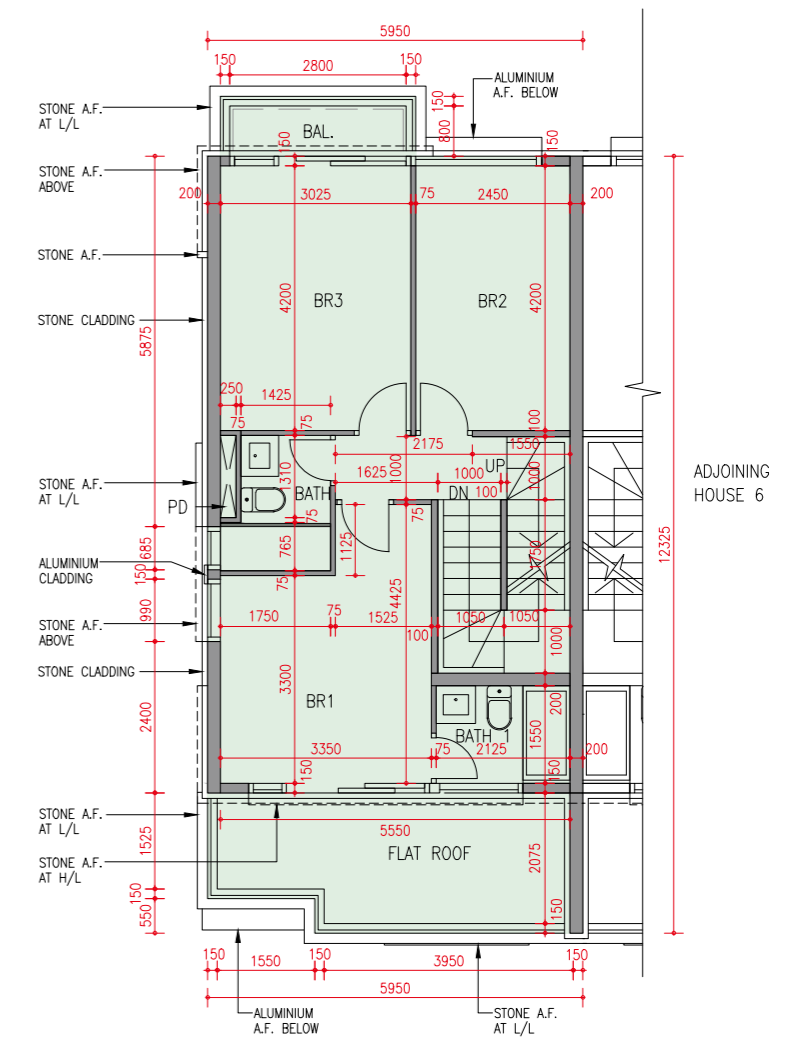 5950
150
2800
150
ALUMINIUM
A.F. BELOW
STONE A.F.
AT L/L
150
800
BAL.
150
150
STONE A.F.
ABOVE
200
3025
75
2450
200
STONE A.F.
BR3
BR2
4200
4200
STONE CLADDING
5875
250
1425
75
75
100
2175
1550
1625
1000
1000
UP
1000
100
DN
1310
BATH
STONE A.F.
AT L/L
PD
75
75
ADJOINING
HOUSE 6
12325
685
765
1125
1750
ALUMINIUM
CLADDING
150
75
4425
990
1750
75
1525
100
1050
1050
1000
STONE A.F.
ABOVE
STONE CLADDING
3300
BR1
2400
200
1550
BATH 1
3350
75
2125
200
150
150
STONE A.F.
AT L/L
1525
5550
FLAT ROOF
2075
STONE A.F.
AT H/L
150
550
150
150
1550
150
3950
150
5950
ALUMINIUM
A.F. BELOW
STONE A.F.
AT L/L